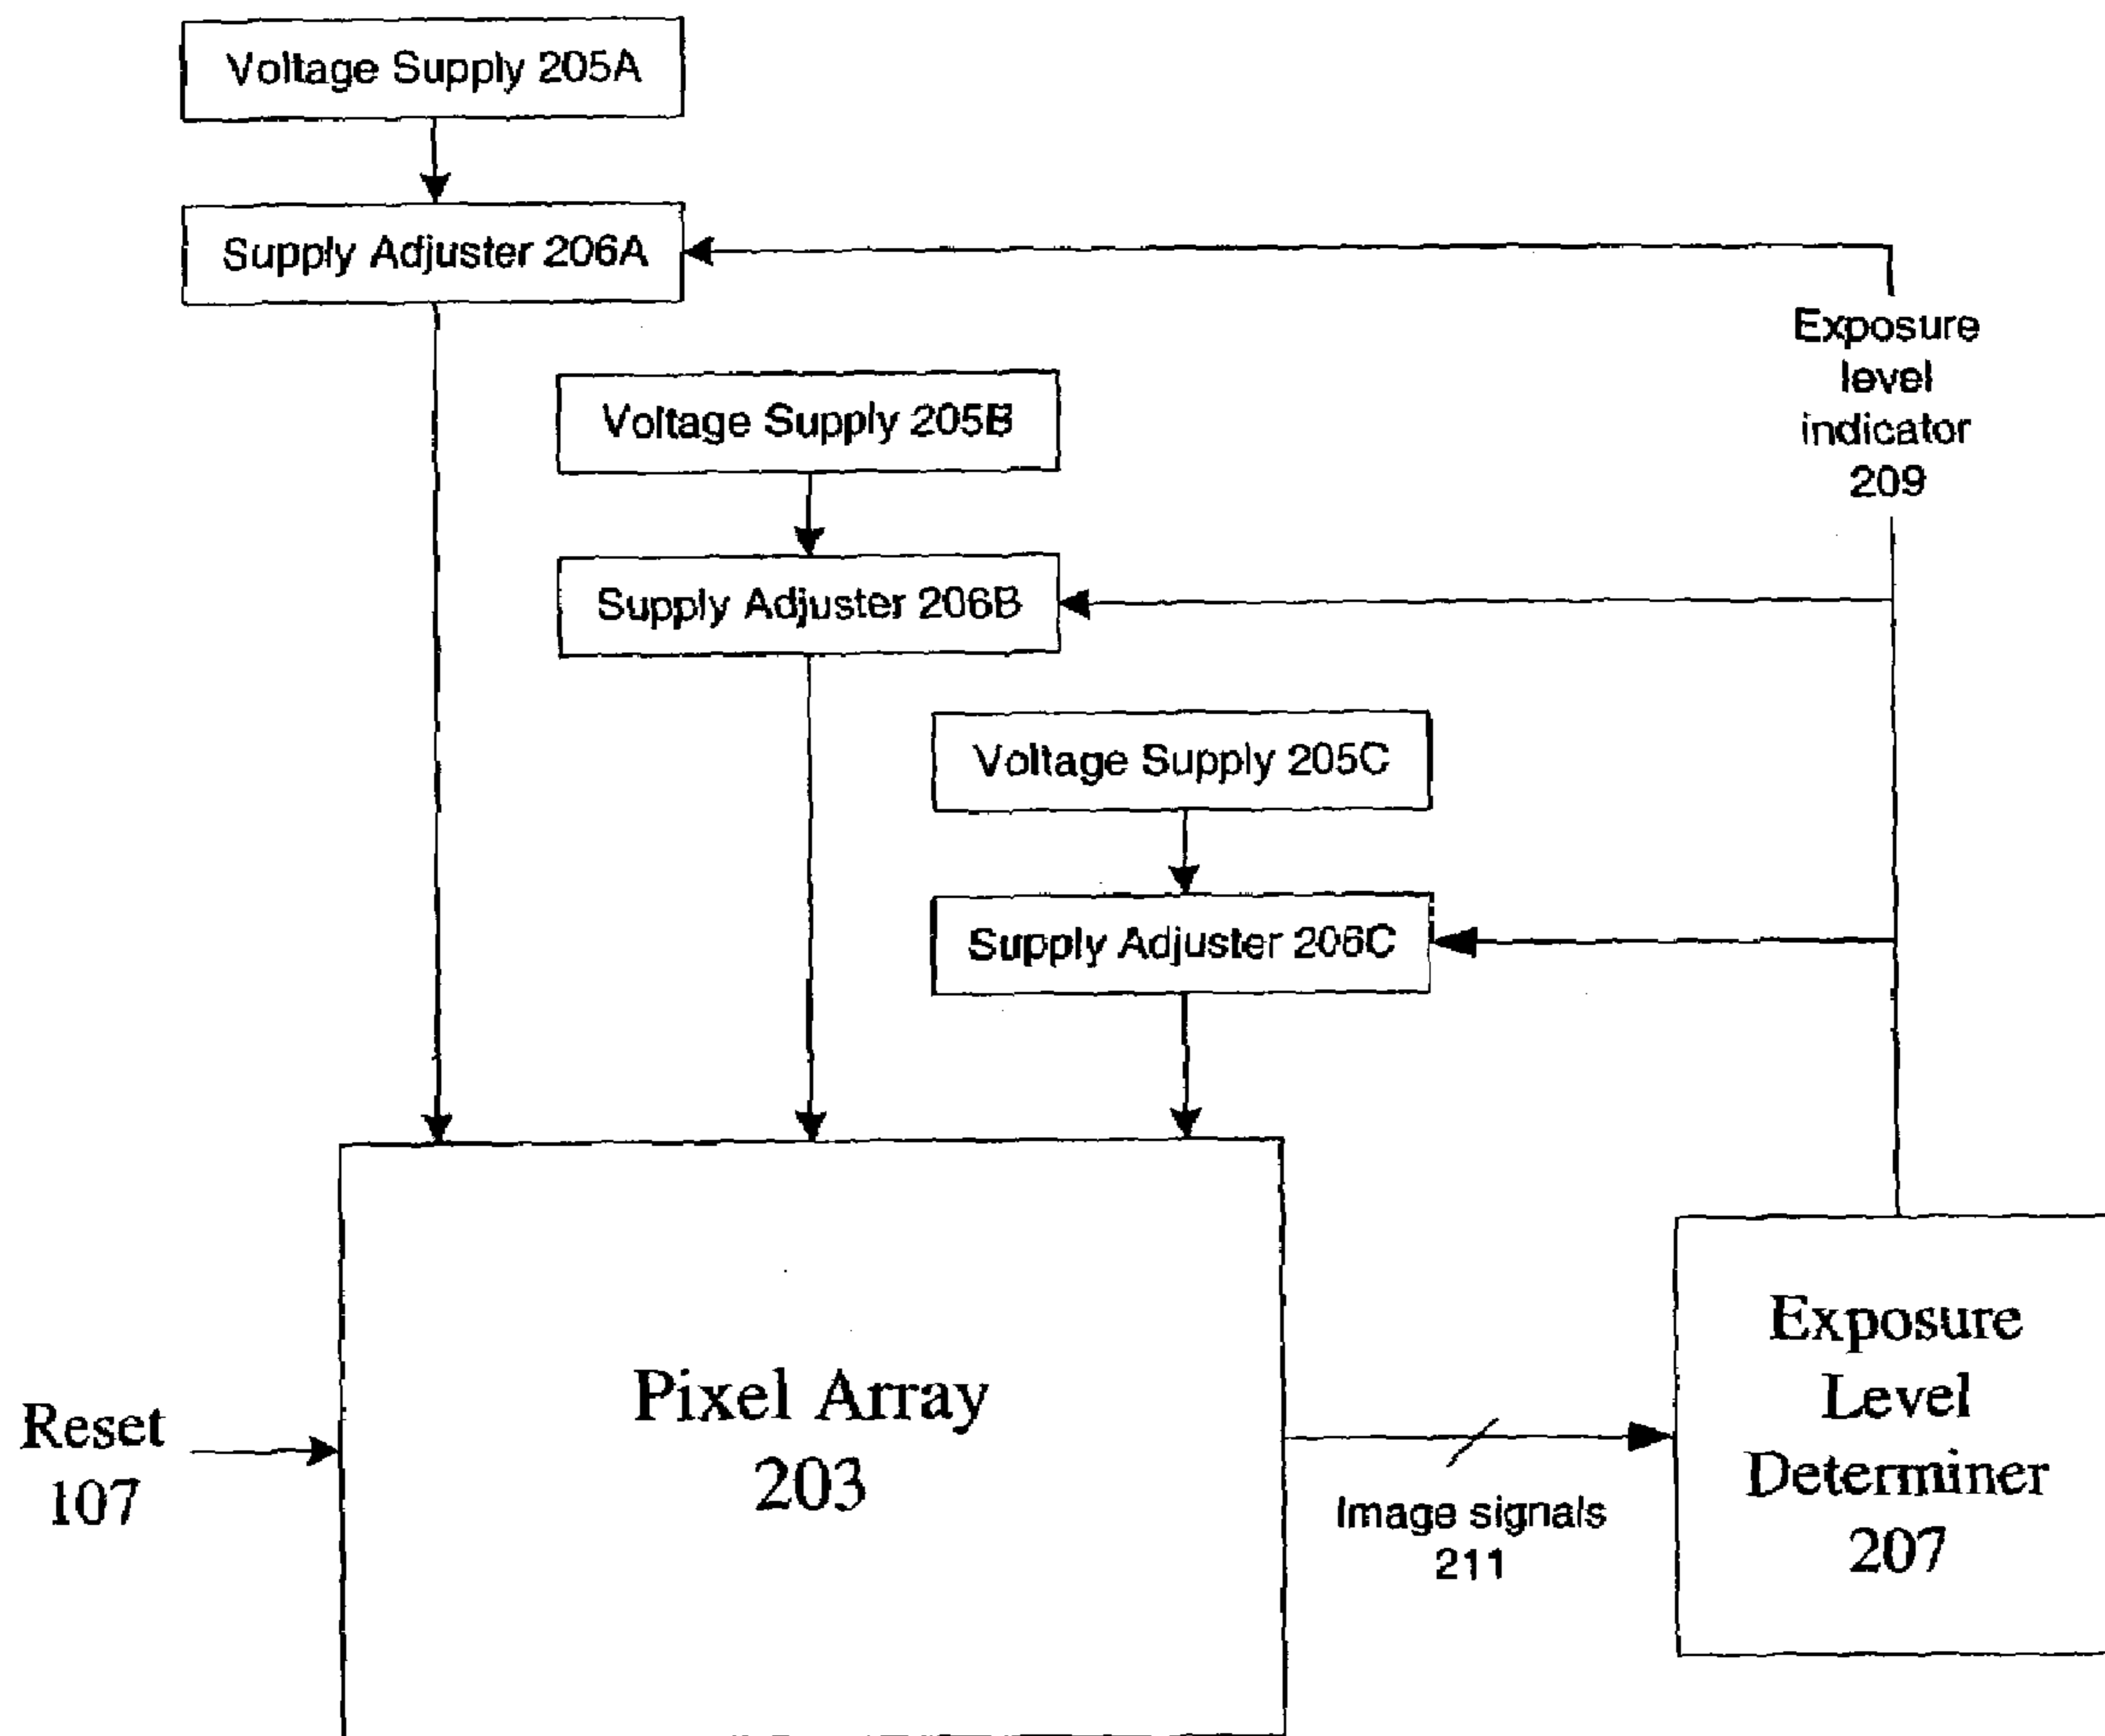 Voltage Supply 205A
Supply Adjuster 206A
Exposure
level
indicator
209
Voltage Supply 205B
Supply Adjuster 206B
Voltage Supply 205C
Supply Adjuster 206C
Reset
107
Pixel Array
203
Image signals
211
Exposure
Level
Determiner
207